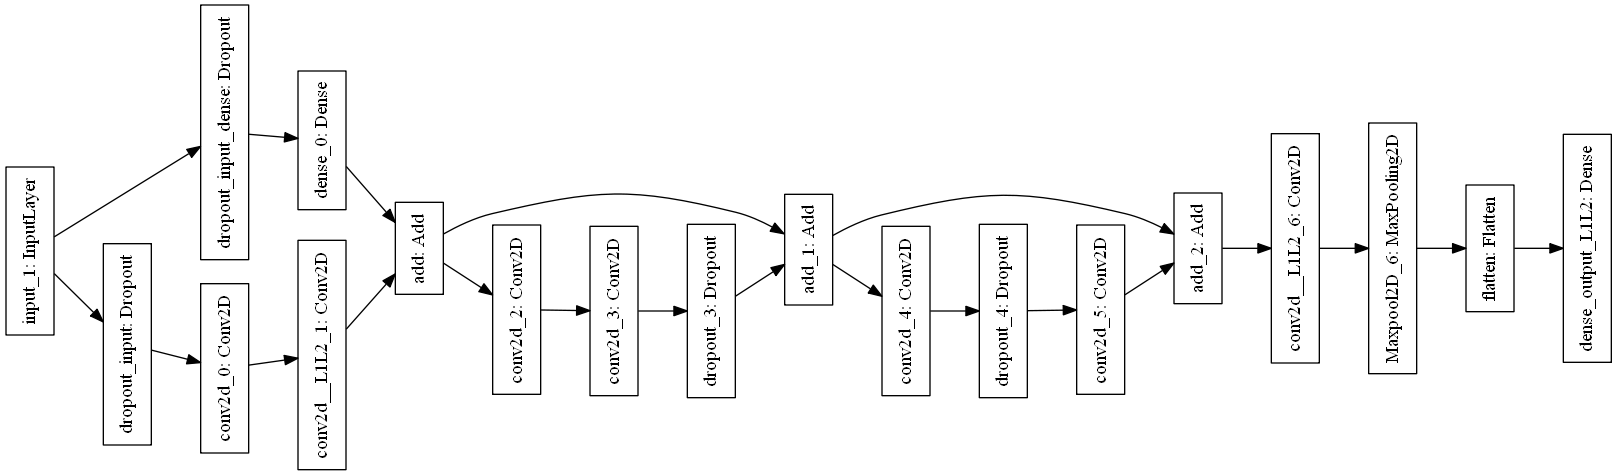 input_1: InputLayer
dropout_input: Dropout
dropout_input_dense: Dropout
conv2d_0: Conv2D
dense_0: Dense
conv2d__L1L2_1: Conv2D
add: Add
conv2d_2: Conv2D
conv2d_3: Conv2D
dropout_3: Dropout
add_1: Add
conv2d_4: Conv2D
dropout_4: Dropout
conv2d_5: Conv2D
add_2: Add
conv2d__L1L2_6: Conv2D
Maxpool2D_6: MaxPooling2D
flatten: Flatten
dense_output_L1L2: Dense